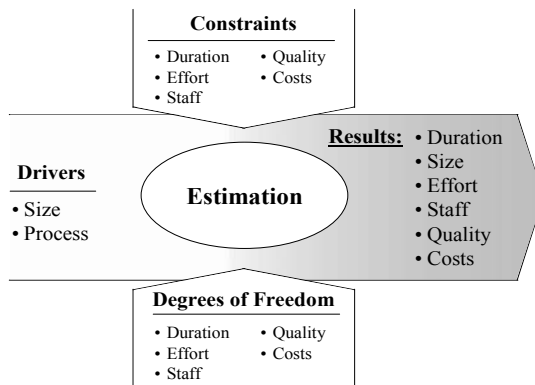 Constraints
• Duration
• Effort
• Staff
• Quality
• Costs
Drivers
• Size
• Process
Estimation
Results:
• Duration
• Size
• Effort
• Staff
• Quality
• Costs
Degrees of Freedom
• Duration
• Effort
• Staff
• Quality
• Costs